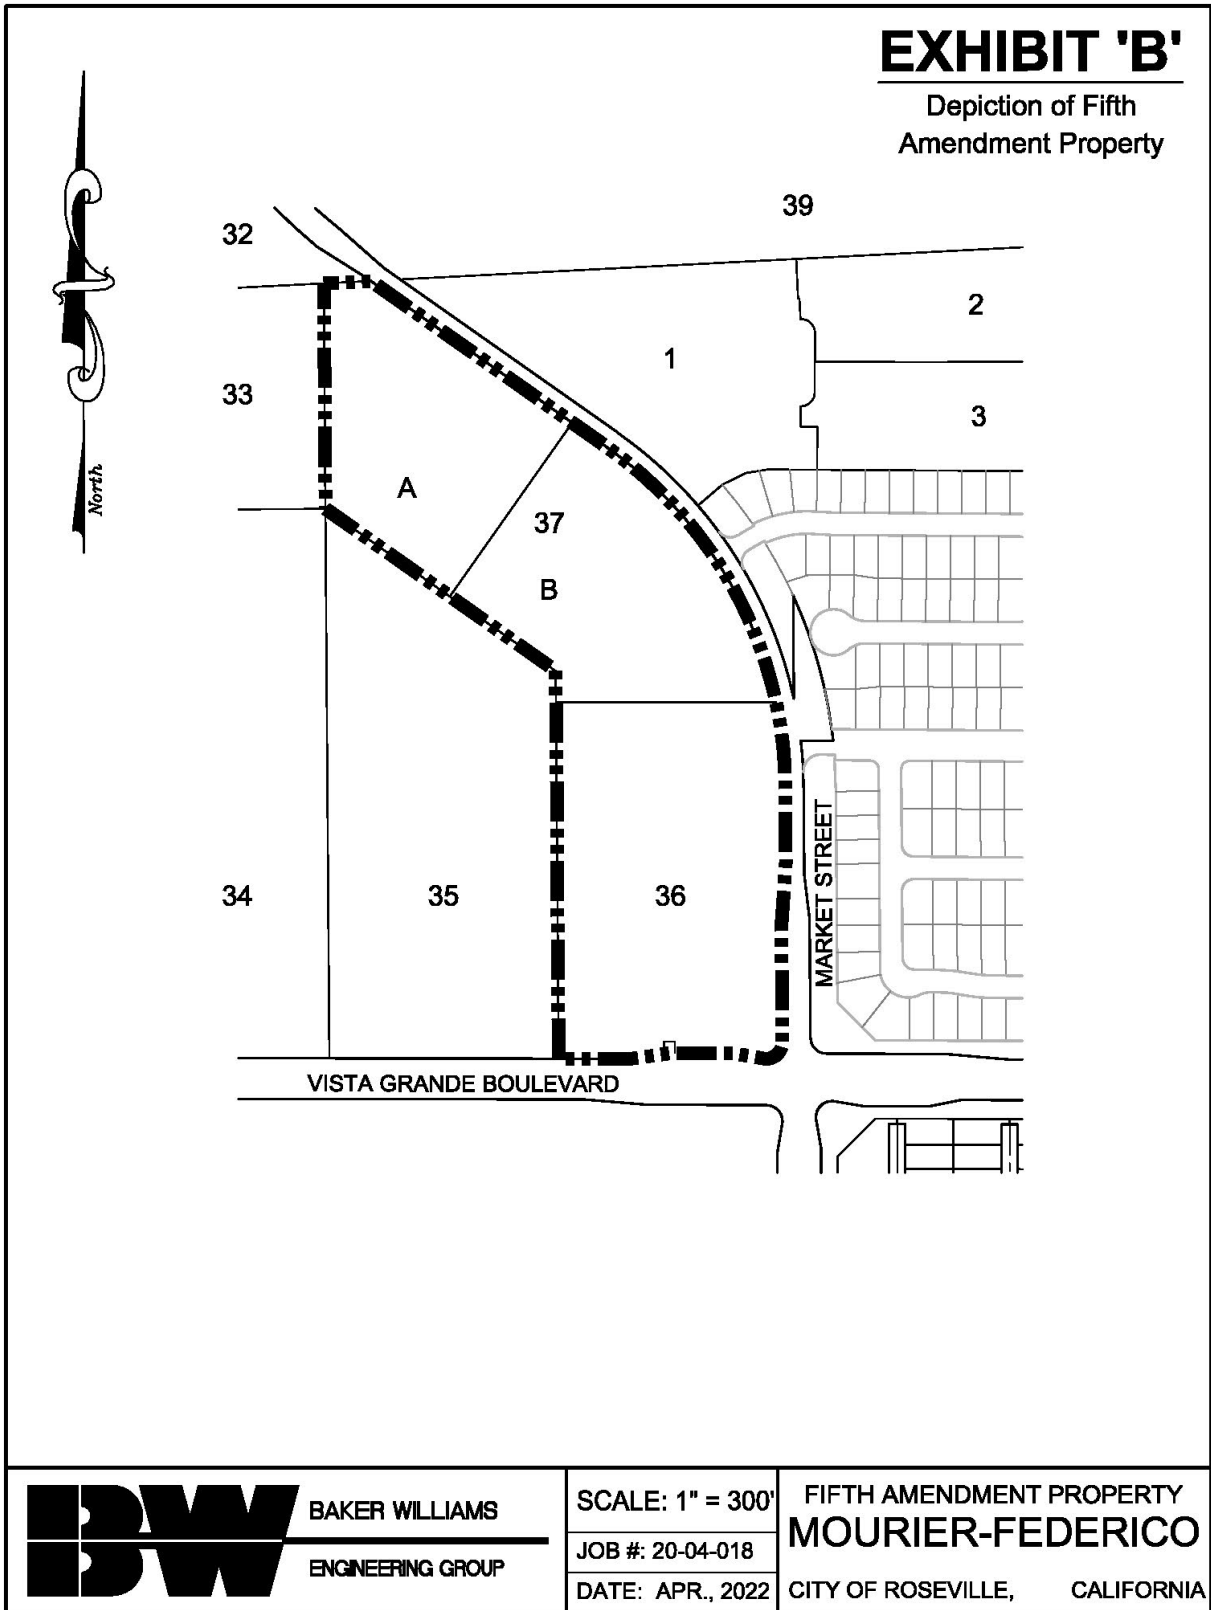 EXHIBIT 'B'
Depiction of Fifth
Amendment Property
North
39
32
2
1
33
3
A
37
B
34
35
36
MARKET STREET
VISTA GRANDE BOULEVARD
BW
BAKER WILLIAMS
ENGINEERING GROUP
SCALE: 1" = 300'
JOB #: 20-04-018
DATE: APR., 2022
FIFTH AMENDMENT PROPERTY
MOURIER-FEDERICO
CITY OF ROSEVILLE, CALIFORNIA